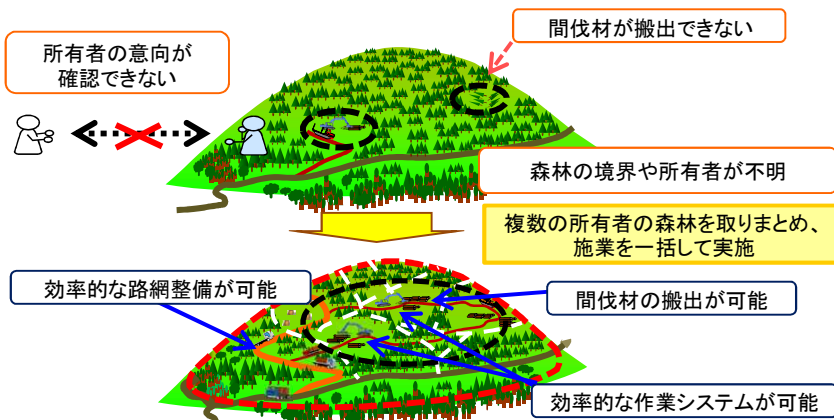 間伐材が搬出できない
所有者の意向が
確認できない
森林の境界や所有者が不明
複数の所有者の森林を取りまとめ、
施業を一括して実施
効率的な路網整備が可能
間伐材の搬出が可能
効率的な作業システムが可能